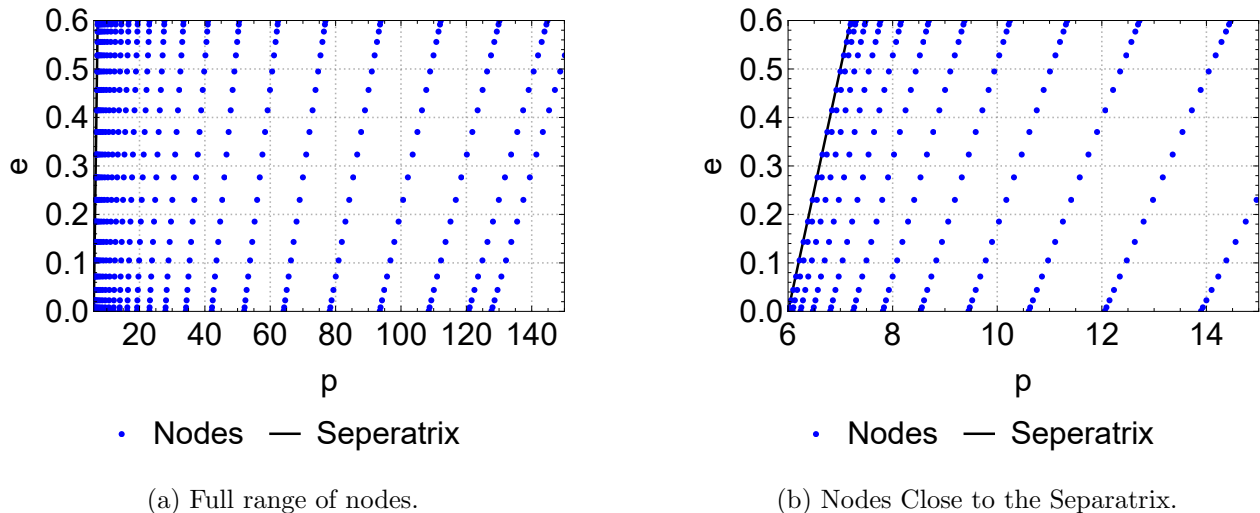 0.6
0.5
0.4
0.3
0.2
0.1
0.0
e
20 40 60 80 100 120 140
p
Nodes — Seperatrix
(a) Full range of nodes.
0.6
0.5
0.4
0.3
0.2
0.1
0.0
e
6 8 10 12 14
p
Nodes — Seperatrix
(b) Nodes Close to the Separatrix.